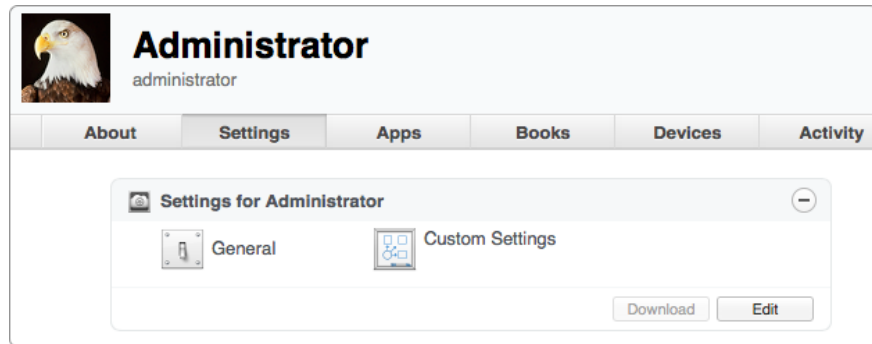 Administrator
administrator
About Settings Apps Books Devices Activity
Settings for Administrator
General Custom Settings
Download Edit